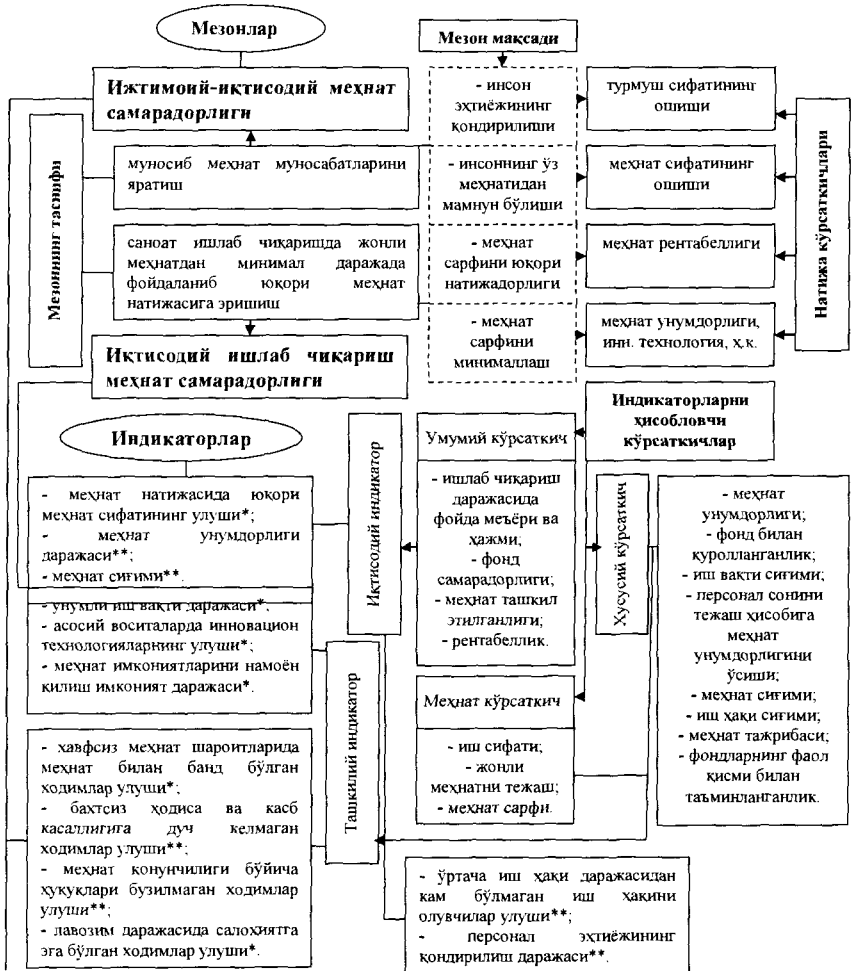 Мезонлар
Мезон мақсади
Ижтимоий-иқтисодий меҳнат
самарадорлиги
- инсон
эҳтиёжининг
қондирилиши
турмуш сифатининг
ошиши
Мезоннинг таснифи
муносиб меҳнат муносабатларини
яратиш
- инсоннинг ўз
меҳнатидан
мамнун бўлиши
меҳнат сифатининг
ошиши
Натижа кўрсаткичлари
саноат ишлаб чиқаришда жонли
меҳнатдан минимал даражада
фойдаланиб юқори меҳнат
натижасига эришиш
- меҳнат
сарфини юқори
натижадорлиги
меҳнат рентабеллиги
Иқтисодий ишлаб чиқариш
меҳнат самарадорлиги
- меҳнат
сарфини
минималлаш
меҳнат унумдорлиги,
инн. технология, ҳ.к.
Индикаторлар
Индикаторларни
ҳисобловчи
кўрсаткичлар
- меҳнат натижасида юқори
меҳнат сифатининг улуши*;
- меҳнат унумдорлиги
даражаси**;
- меҳнат сиғими**.
- унумли иш вақти даражаси*;
- асосий воситаларда инновацион
технологияларнинг улуши*;
- меҳнат имкониятларини намоён
қилиш имконият даражаси*.
Иқтисодий индикатор
Умумий кўрсаткич
- ишлаб чиқариш
даражасида
фойда меъёри ва
ҳажми;
- фонд
самарадорлиги;
- меҳнат ташкил
этилганлиги;
- рентабеллик.
Хусусий кўрсаткич
- меҳнат
унумдорлиги;
- фонд билан
қуролланганлик;
- иш вақти сиғими;
- персонал сонини
тежаш ҳисобига
меҳнат
унумдорлигини
ўсиши;
- меҳнат сиғими;
- иш ҳақи сиғими;
- меҳнат тажрибаси;
- фондларнинг фаол
қисми билан
таъминланганлик.
Ташкилий индикатор
Меҳнат кўрсаткич
- иш сифати;
- жонли
меҳнатни тежаш;
- меҳнат сарфи.
- хавфсиз меҳнат шароитларида
меҳнат билан банд бўлган
ходимлар улуши*;
- бахтсиз ҳодиса ва касб
касаллигига дуч келмаган
ходимлар улуши**;
- меҳнат қонунчилиги бўйича
ҳуқуқлари бузилмаган ходимлар
улуши**;
- лавозим даражасида салоҳиятга
эга бўлган ходимлар улуши*.
- ўртача иш ҳақи даражасидан
кам бўлмаган иш ҳақини
олувчилар улуши**;
- персонал эҳтиёжининг
қондирилиш даражаси**.